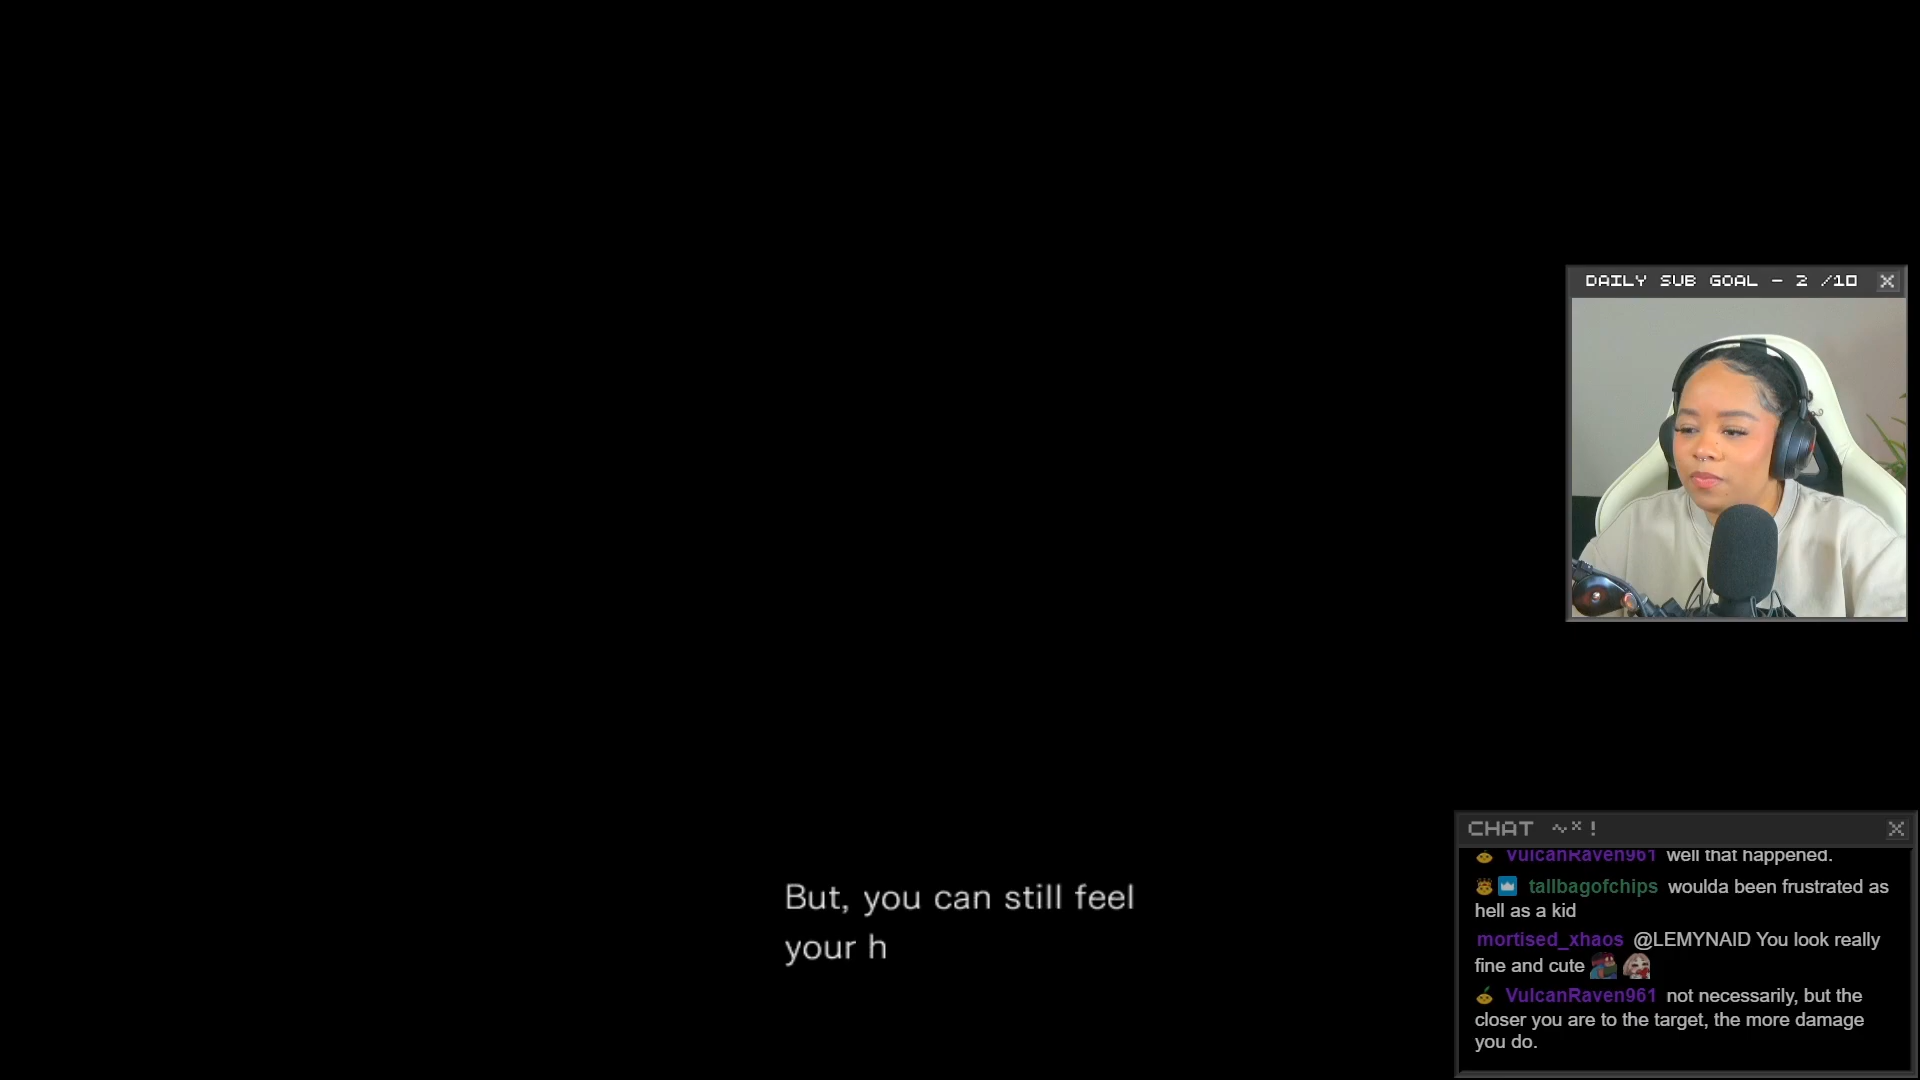 DAILY SUB GOAL - 2 /10
But, you can still feel
your h
CHAT ~*!
VulcanRaven961 well that happened.
tallbagofchips woulda been frustrated as
hell as a kid
mortised_xhaos @LEMYNAID You look really
fine and cute
VulcanRaven961 not necessarily, but the
closer you are to the target, the more damage
you do.